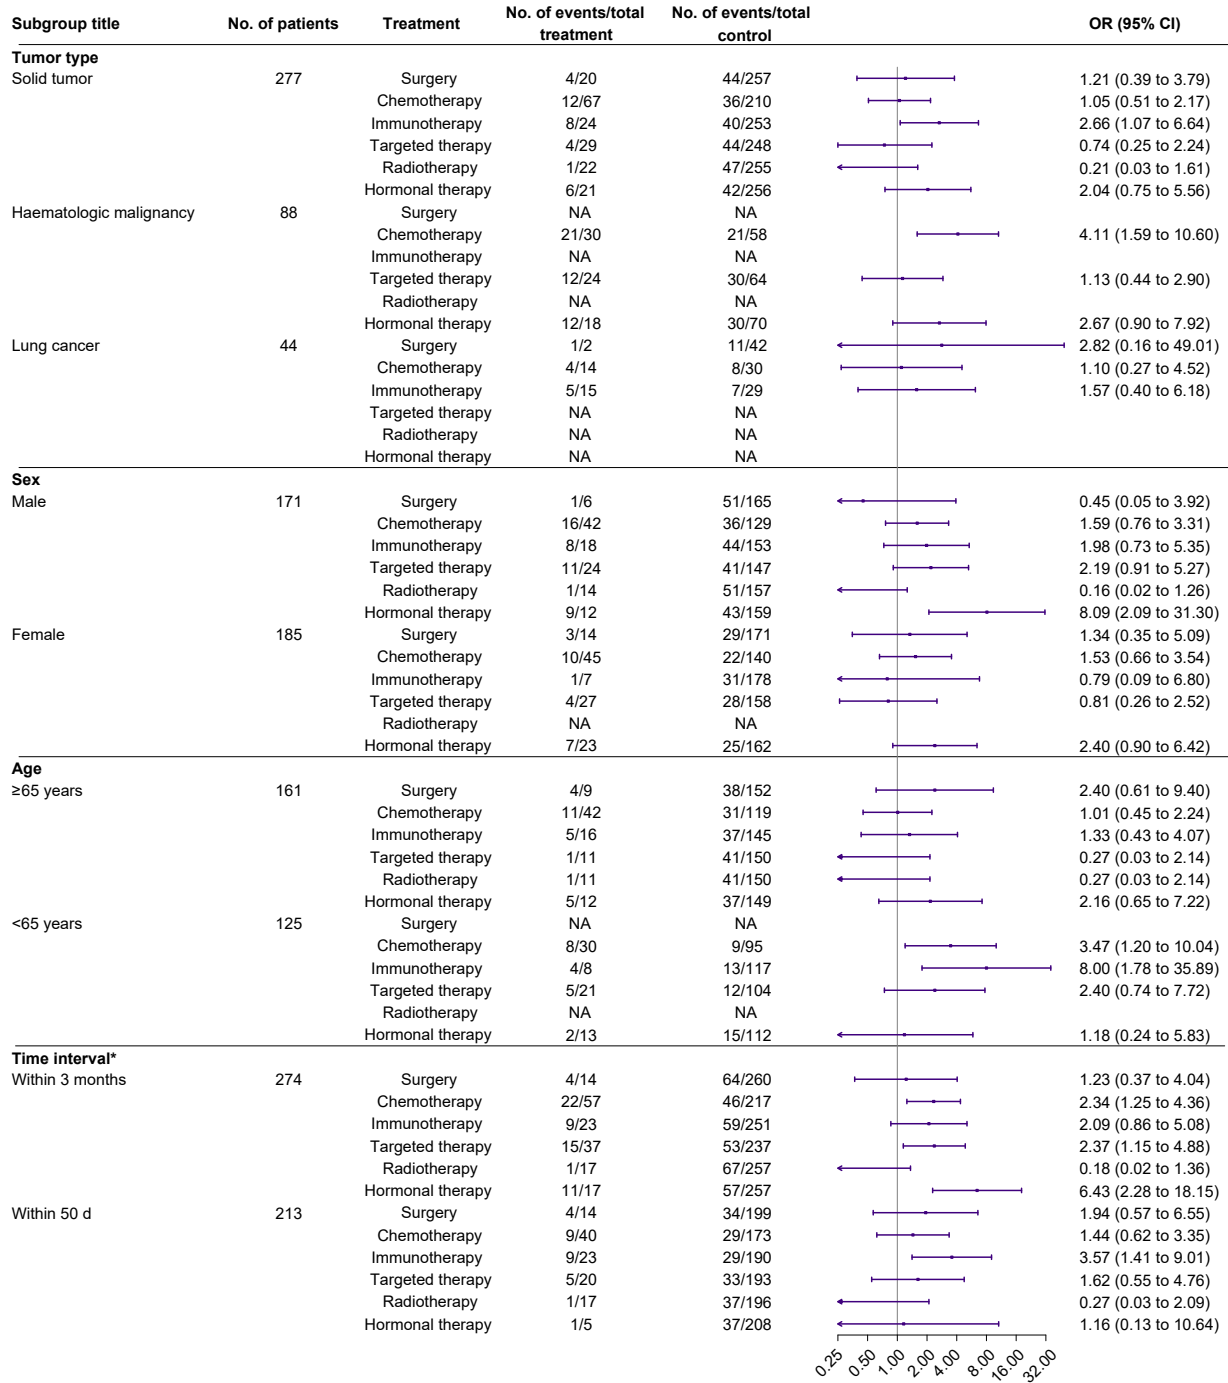 Subgroup title No. of patients Treatment No. of events/total treatment No. of events/total control OR (95% CI)
Tumor type
Solid tumor 277 Surgery 4/20 44/257 1.21 (0.39 to 3.79)
Chemotherapy 12/67 36/210 1.05 (0.51 to 2.17)
Immunotherapy 8/24 40/253 2.66 (1.07 to 6.64)
Targeted therapy 4/29 44/248 0.74 (0.25 to 2.24)
Radiotherapy 1/22 47/255 0.21 (0.03 to 1.61)
Hormonal therapy 6/21 42/256 2.04 (0.75 to 5.56)
Haematologic malignancy 88 Surgery NA NA
Chemotherapy 21/30 21/58 4.11 (1.59 to 10.60)
Immunotherapy NA NA
Targeted therapy 12/24 30/64 1.13 (0.44 to 2.90)
Radiotherapy NA NA
Hormonal therapy 12/18 30/70 2.67 (0.90 to 7.92)
Lung cancer 44 Surgery 1/2 11/42 2.82 (0.16 to 49.01)
Chemotherapy 4/14 8/30 1.10 (0.27 to 4.52)
Immunotherapy 5/15 7/29 1.57 (0.40 to 6.18)
Targeted therapy NA NA
Radiotherapy NA NA
Hormonal therapy NA NA
Sex
Male 171 Surgery 1/6 51/165 0.45 (0.05 to 3.92)
Chemotherapy 16/42 36/129 1.59 (0.76 to 3.31)
Immunotherapy 8/18 44/153 1.98 (0.73 to 5.35)
Targeted therapy 11/24 41/147 2.19 (0.91 to 5.27)
Radiotherapy 1/14 51/157 0.16 (0.02 to 1.26)
Hormonal therapy 9/12 43/159 8.09 (2.09 to 31.30)
Female 185 Surgery 3/14 29/171 1.34 (0.35 to 5.09)
Chemotherapy 10/45 22/140 1.53 (0.66 to 3.54)
Immunotherapy 1/7 31/178 0.79 (0.09 to 6.80)
Targeted therapy 4/27 28/158 0.81 (0.26 to 2.52)
Radiotherapy NA NA
Hormonal therapy 7/23 25/162 2.40 (0.90 to 6.42)
Age
≥65 years 161 Surgery 4/9 38/152 2.40 (0.61 to 9.40)
Chemotherapy 11/42 31/119 1.01 (0.45 to 2.24)
Immunotherapy 5/16 37/145 1.33 (0.43 to 4.07)
Targeted therapy 1/11 41/150 0.27 (0.03 to 2.14)
Radiotherapy 1/11 41/150 0.27 (0.03 to 2.14)
Hormonal therapy 5/12 37/149 2.16 (0.65 to 7.22)
<65 years 125 Surgery NA NA
Chemotherapy 8/30 9/95 3.47 (1.20 to 10.04)
Immunotherapy 4/8 13/117 8.00 (1.78 to 35.89)
Targeted therapy 5/21 12/104 2.40 (0.74 to 7.72)
Radiotherapy NA NA
Hormonal therapy 2/13 15/112 1.18 (0.24 to 5.83)
Time interval*
Within 3 months 274 Surgery 4/14 64/260 1.23 (0.37 to 4.04)
Chemotherapy 22/57 46/217 2.34 (1.25 to 4.36)
Immunotherapy 9/23 59/251 2.09 (0.86 to 5.08)
Targeted therapy 15/37 53/237 2.37 (1.15 to 4.88)
Radiotherapy 1/17 67/257 0.18 (0.02 to 1.36)
Hormonal therapy 11/17 57/257 6.43 (2.28 to 18.15)
Within 50 d 213 Surgery 4/14 34/199 1.94 (0.57 to 6.55)
Chemotherapy 9/40 29/173 1.44 (0.62 to 3.35)
Immunotherapy 9/23 29/190 3.57 (1.41 to 9.01)
Targeted therapy 5/20 33/193 1.62 (0.55 to 4.76)
Radiotherapy 1/17 37/196 0.27 (0.03 to 2.09)
Hormonal therapy 1/5 37/208 1.16 (0.13 to 10.64)
0.25 0.50 1.00 2.00 4.00 8.00 16.00 32.00